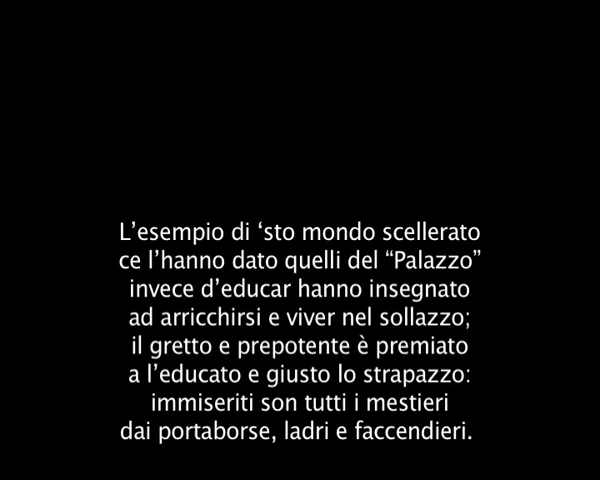 L’esempio di ‘sto mondo scellerato
ce l’hanno dato quelli del “Palazzo”
invece d’educar hanno insegnato
ad arricchirsi e viver nel sollazzo;
il gretto e prepotente è premiato
a l’educato e giusto lo strapazzo:
immiseriti son tutti i mestieri
dai portaborse, ladri e faccendieri.